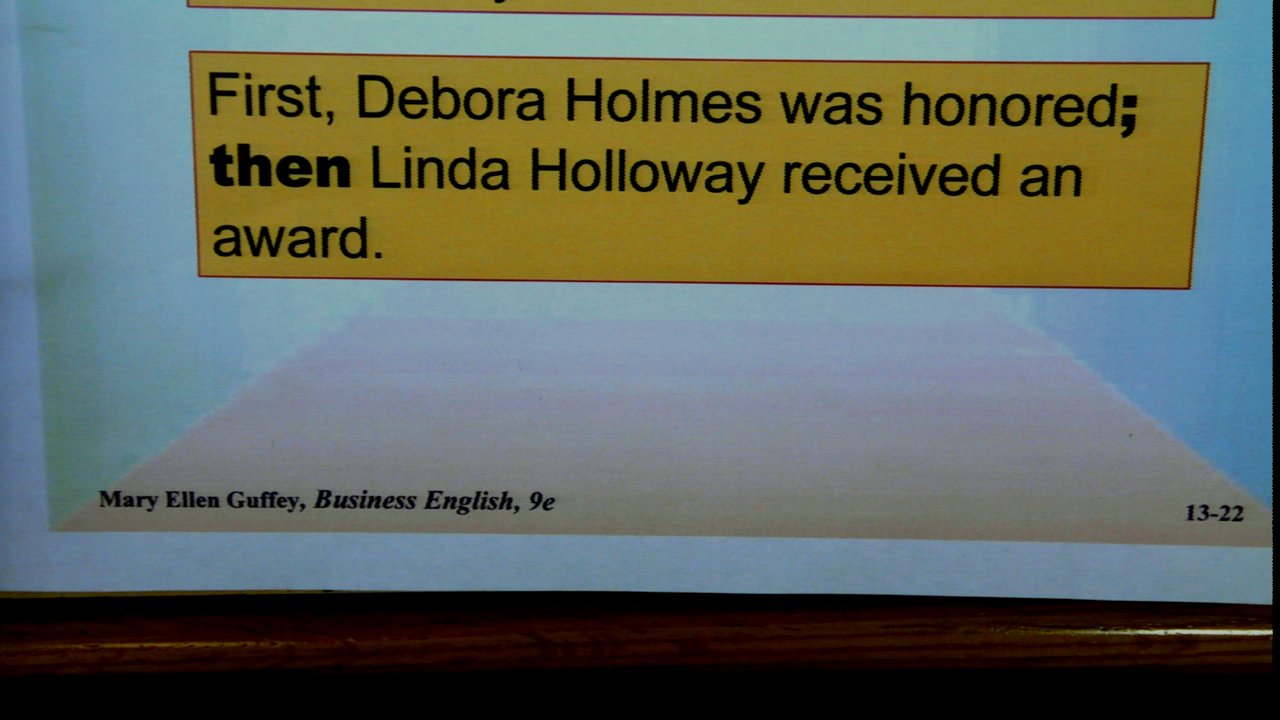 First, Debora Holmes was honored;
then Linda Holloway received an
award.
Mary Ellen Guffey, Business English, 9e
13-22